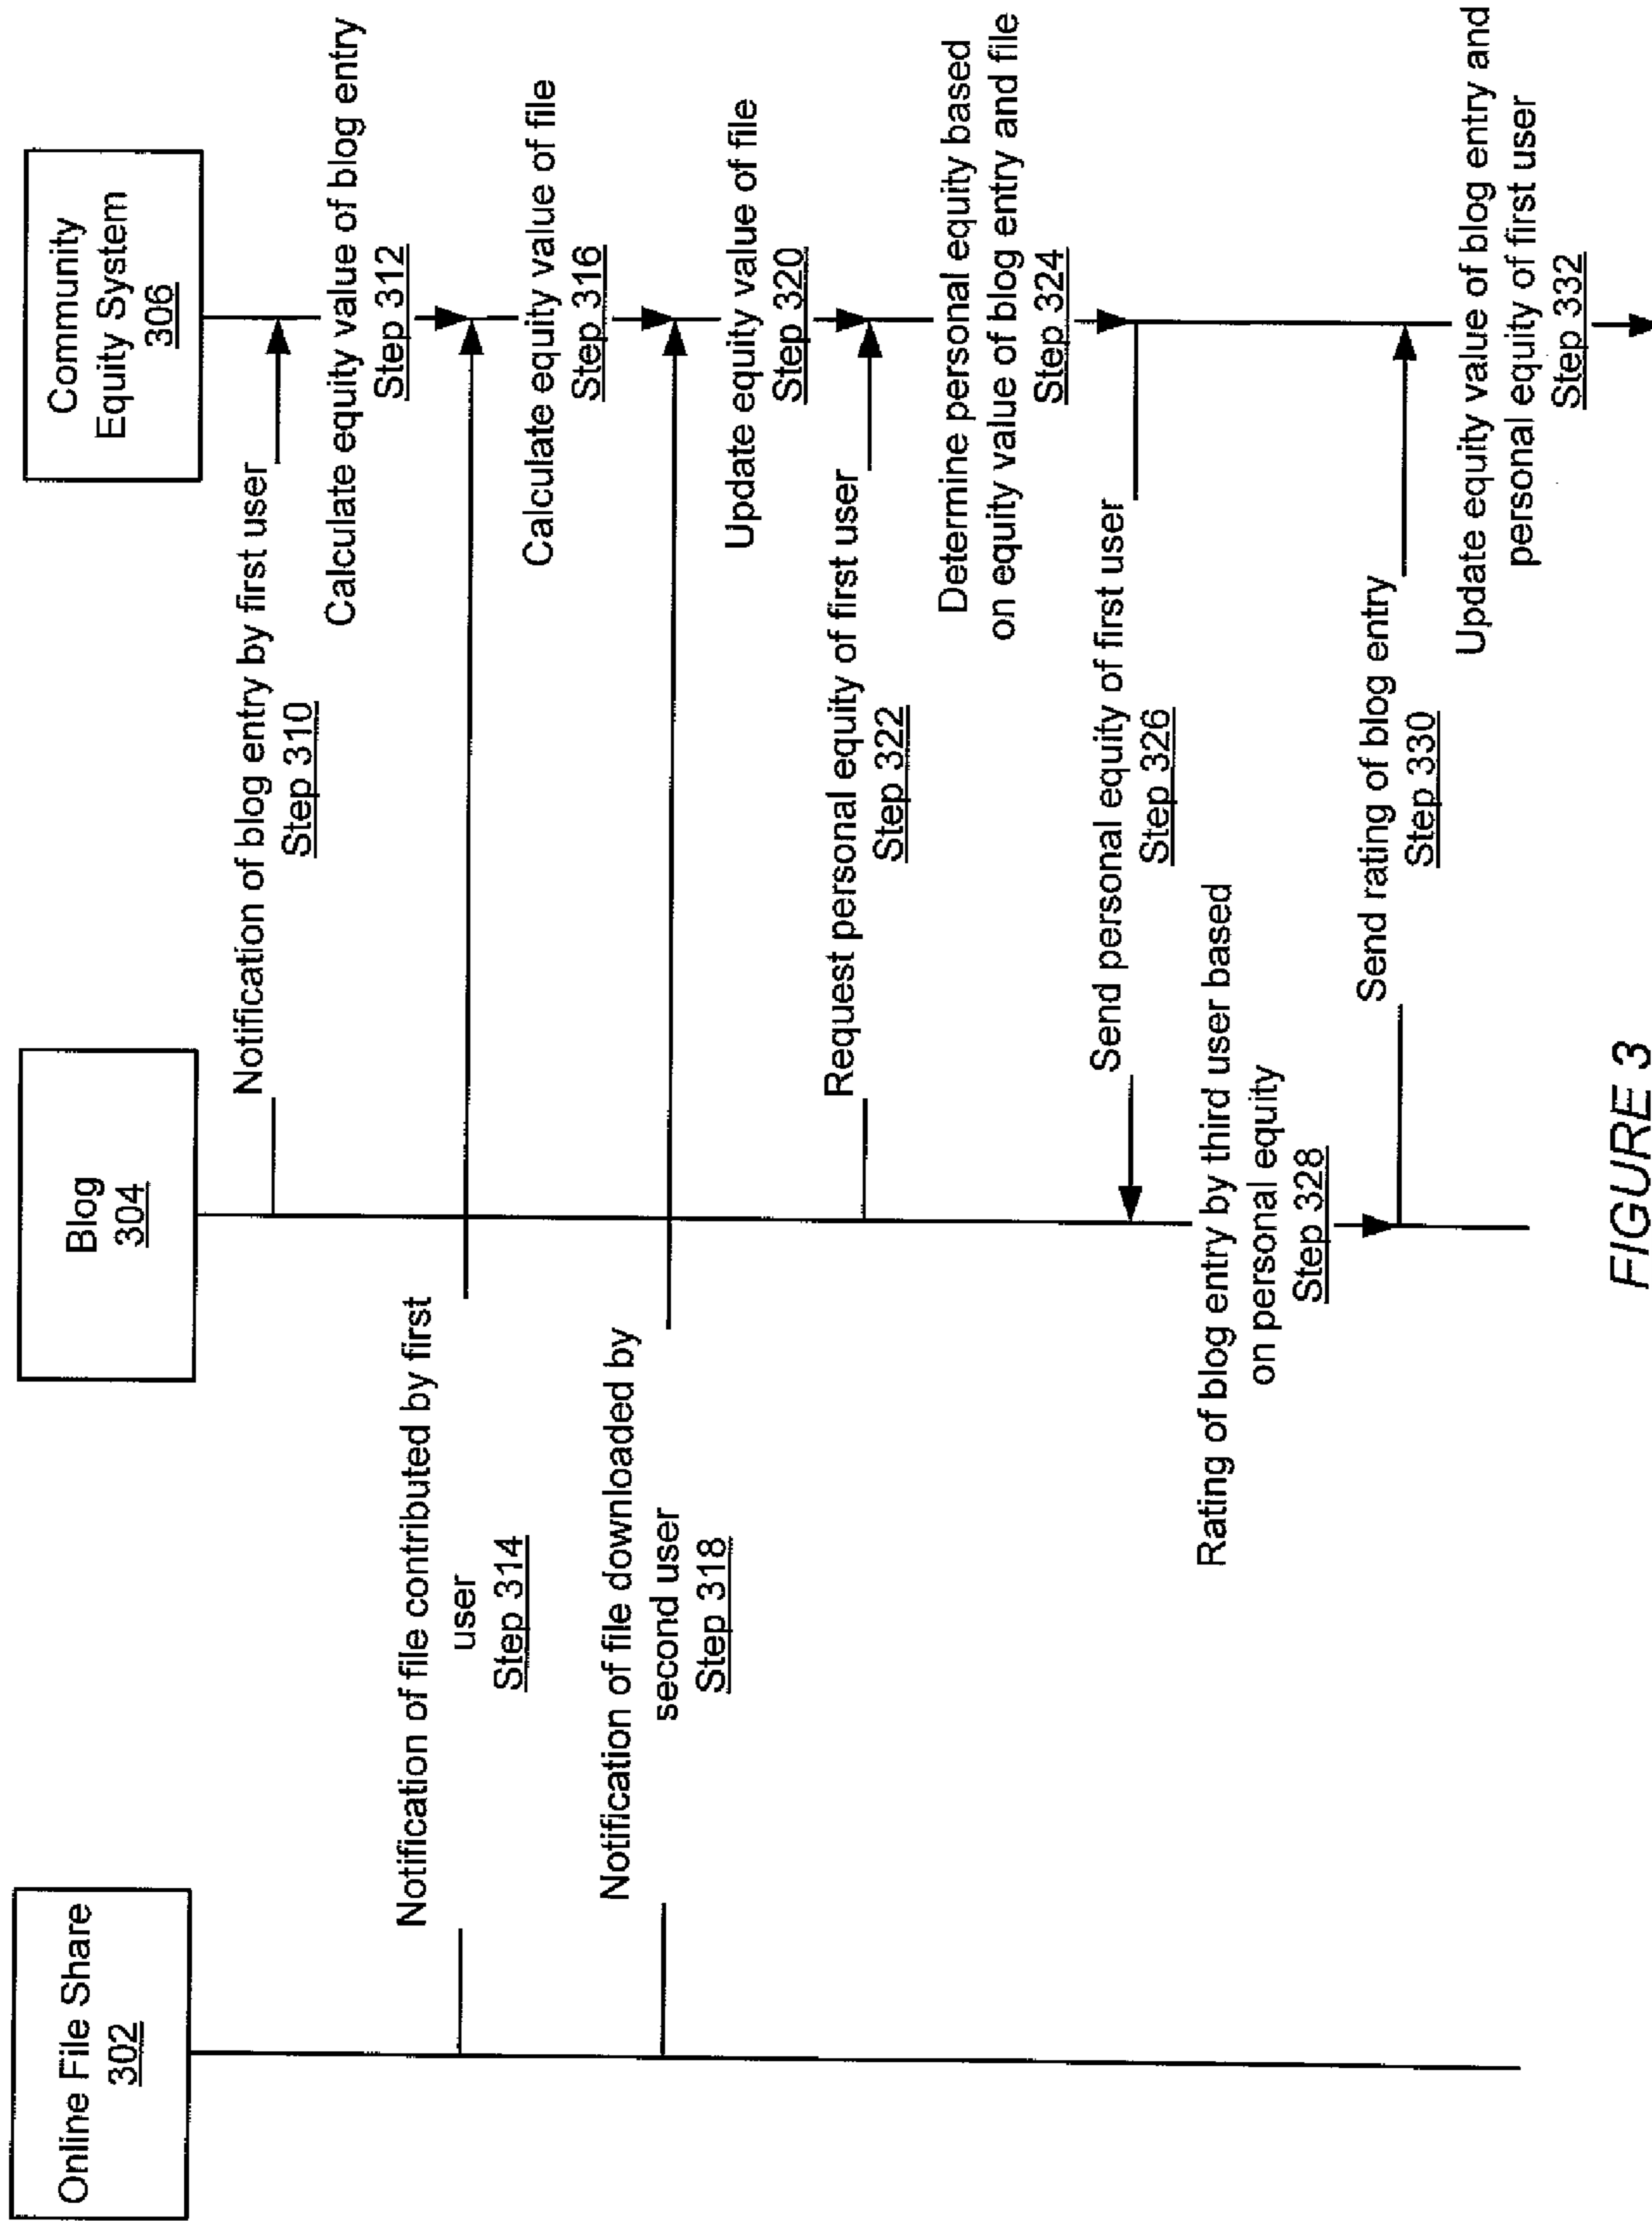 Online File Share
302
Blog
304
Community
Equity System
306
Notification of blog entry by first user
Step 310
Calculate equity value of blog entry
Step 312
Notification of file contributed by first
user
Step 314
Calculate equity value of file
Step 316
Notification of file downloaded by
second user
Step 318
Update equity value of file
Step 320
Request personal equity of first user
Step 322
Determine personal equity based
on equity value of blog entry and file
Step 324
Send personal equity of first user
Step 326
Rating of blog entry by third user based
on personal equity
Step 328
Send rating of blog entry
Step 330
Update equity value of blog entry and
personal equity of first user
Step 332
FIGURE 3